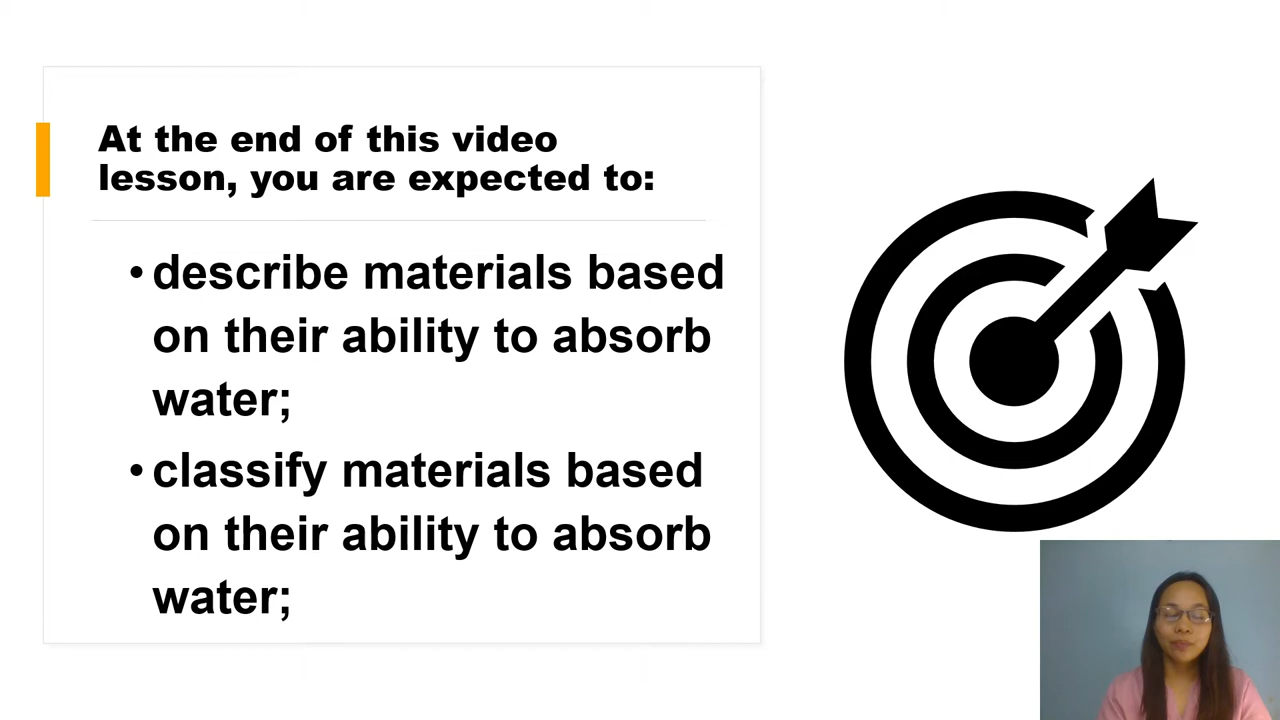 At the end of this video
lesson, you are expected to:
• describe materials based
on their ability to absorb
water;
• classify materials based
on their ability to absorb
water;